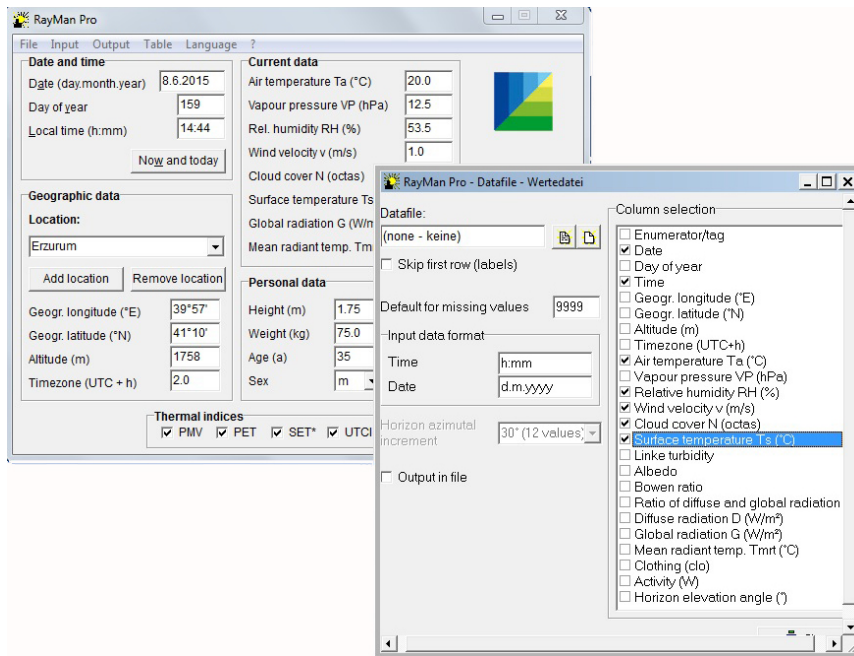 RayMan Pro
File Input Output Table Language ?
Date and time
Date (day.month.year) 8.6.2015
Day of year 159
Local time (h:mm) 14:44
Now and today
Geographic data
Location:
Erzurum
Add location Remove location
Geogr. longitude (°E) 39°57'
Geogr. latitude (°N) 41°10'
Altitude (m) 1758
Timezone (UTC + h) 2.0
Current data
Air temperature Ta (°C) 20.0
Vapour pressure VP (hPa) 12.5
Rel. humidity RH (%) 53.5
Wind velocity v (m/s) 1.0
Cloud cover N (octas)
Surface temperature Ts
Global radiation G (W/m
Mean radiant temp. Tmr
Personal data
Height (m) 1.75
Weight (kg) 75.0
Age (a) 35
Sex m
Thermal indices
PMV PET SET* UTCI
RayMan Pro - Datafile - Wertedatei
Datafile:
(none - keine)
Skip first row (labels)
Default for missing values 9999
Input data format
Time h:mm
Date d.m.yyyy
Horizon azimutal
increment 30° (12 values)
Output in file
Column selection
Enumerator/tag
Date
Day of year
Time
Geogr. longitude (°E)
Geogr. latitude (°N)
Altitude (m)
Timezone (UTC+h)
Air temperature Ta (°C)
Vapour pressure VP (hPa)
Relative humidity RH (%)
Wind velocity v (m/s)
Cloud cover N (octas)
Surface temperature Ts (°C)
Linke turbidity
Albedo
Bowen ratio
Ratio of diffuse and global radiation
Diffuse radiation D (W/m²)
Global radiation G (W/m²)
Mean radiant temp. Tmrt (°C)
Clothing (clo)
Activity (W)
Horizon elevation angle (°)